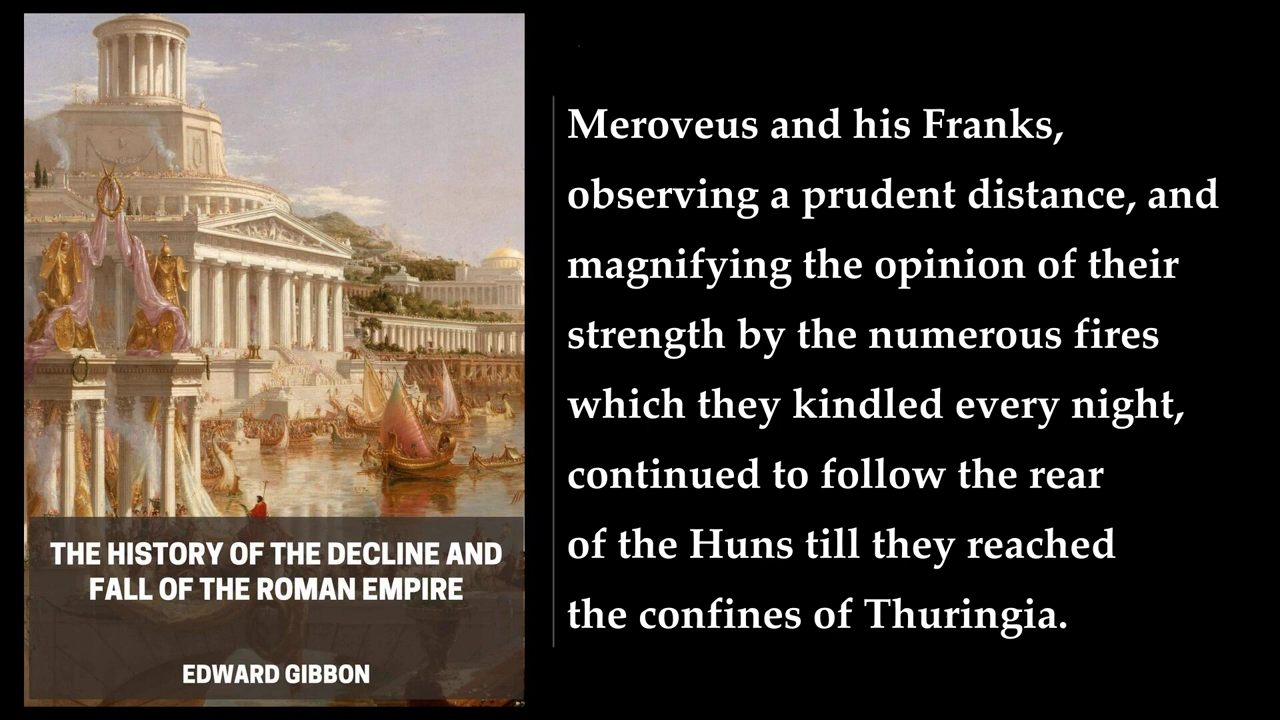 THE HISTORY OF THE DECLINE AND
FALL OF THE ROMAN EMPIRE
EDWARD GIBBON
Meroveus and his Franks,
observing a prudent distance, and
magnifying the opinion of their
strength by the numerous fires
which they kindled every night,
continued to follow the rear
of the Huns till they reached
the confines of Thuringia.